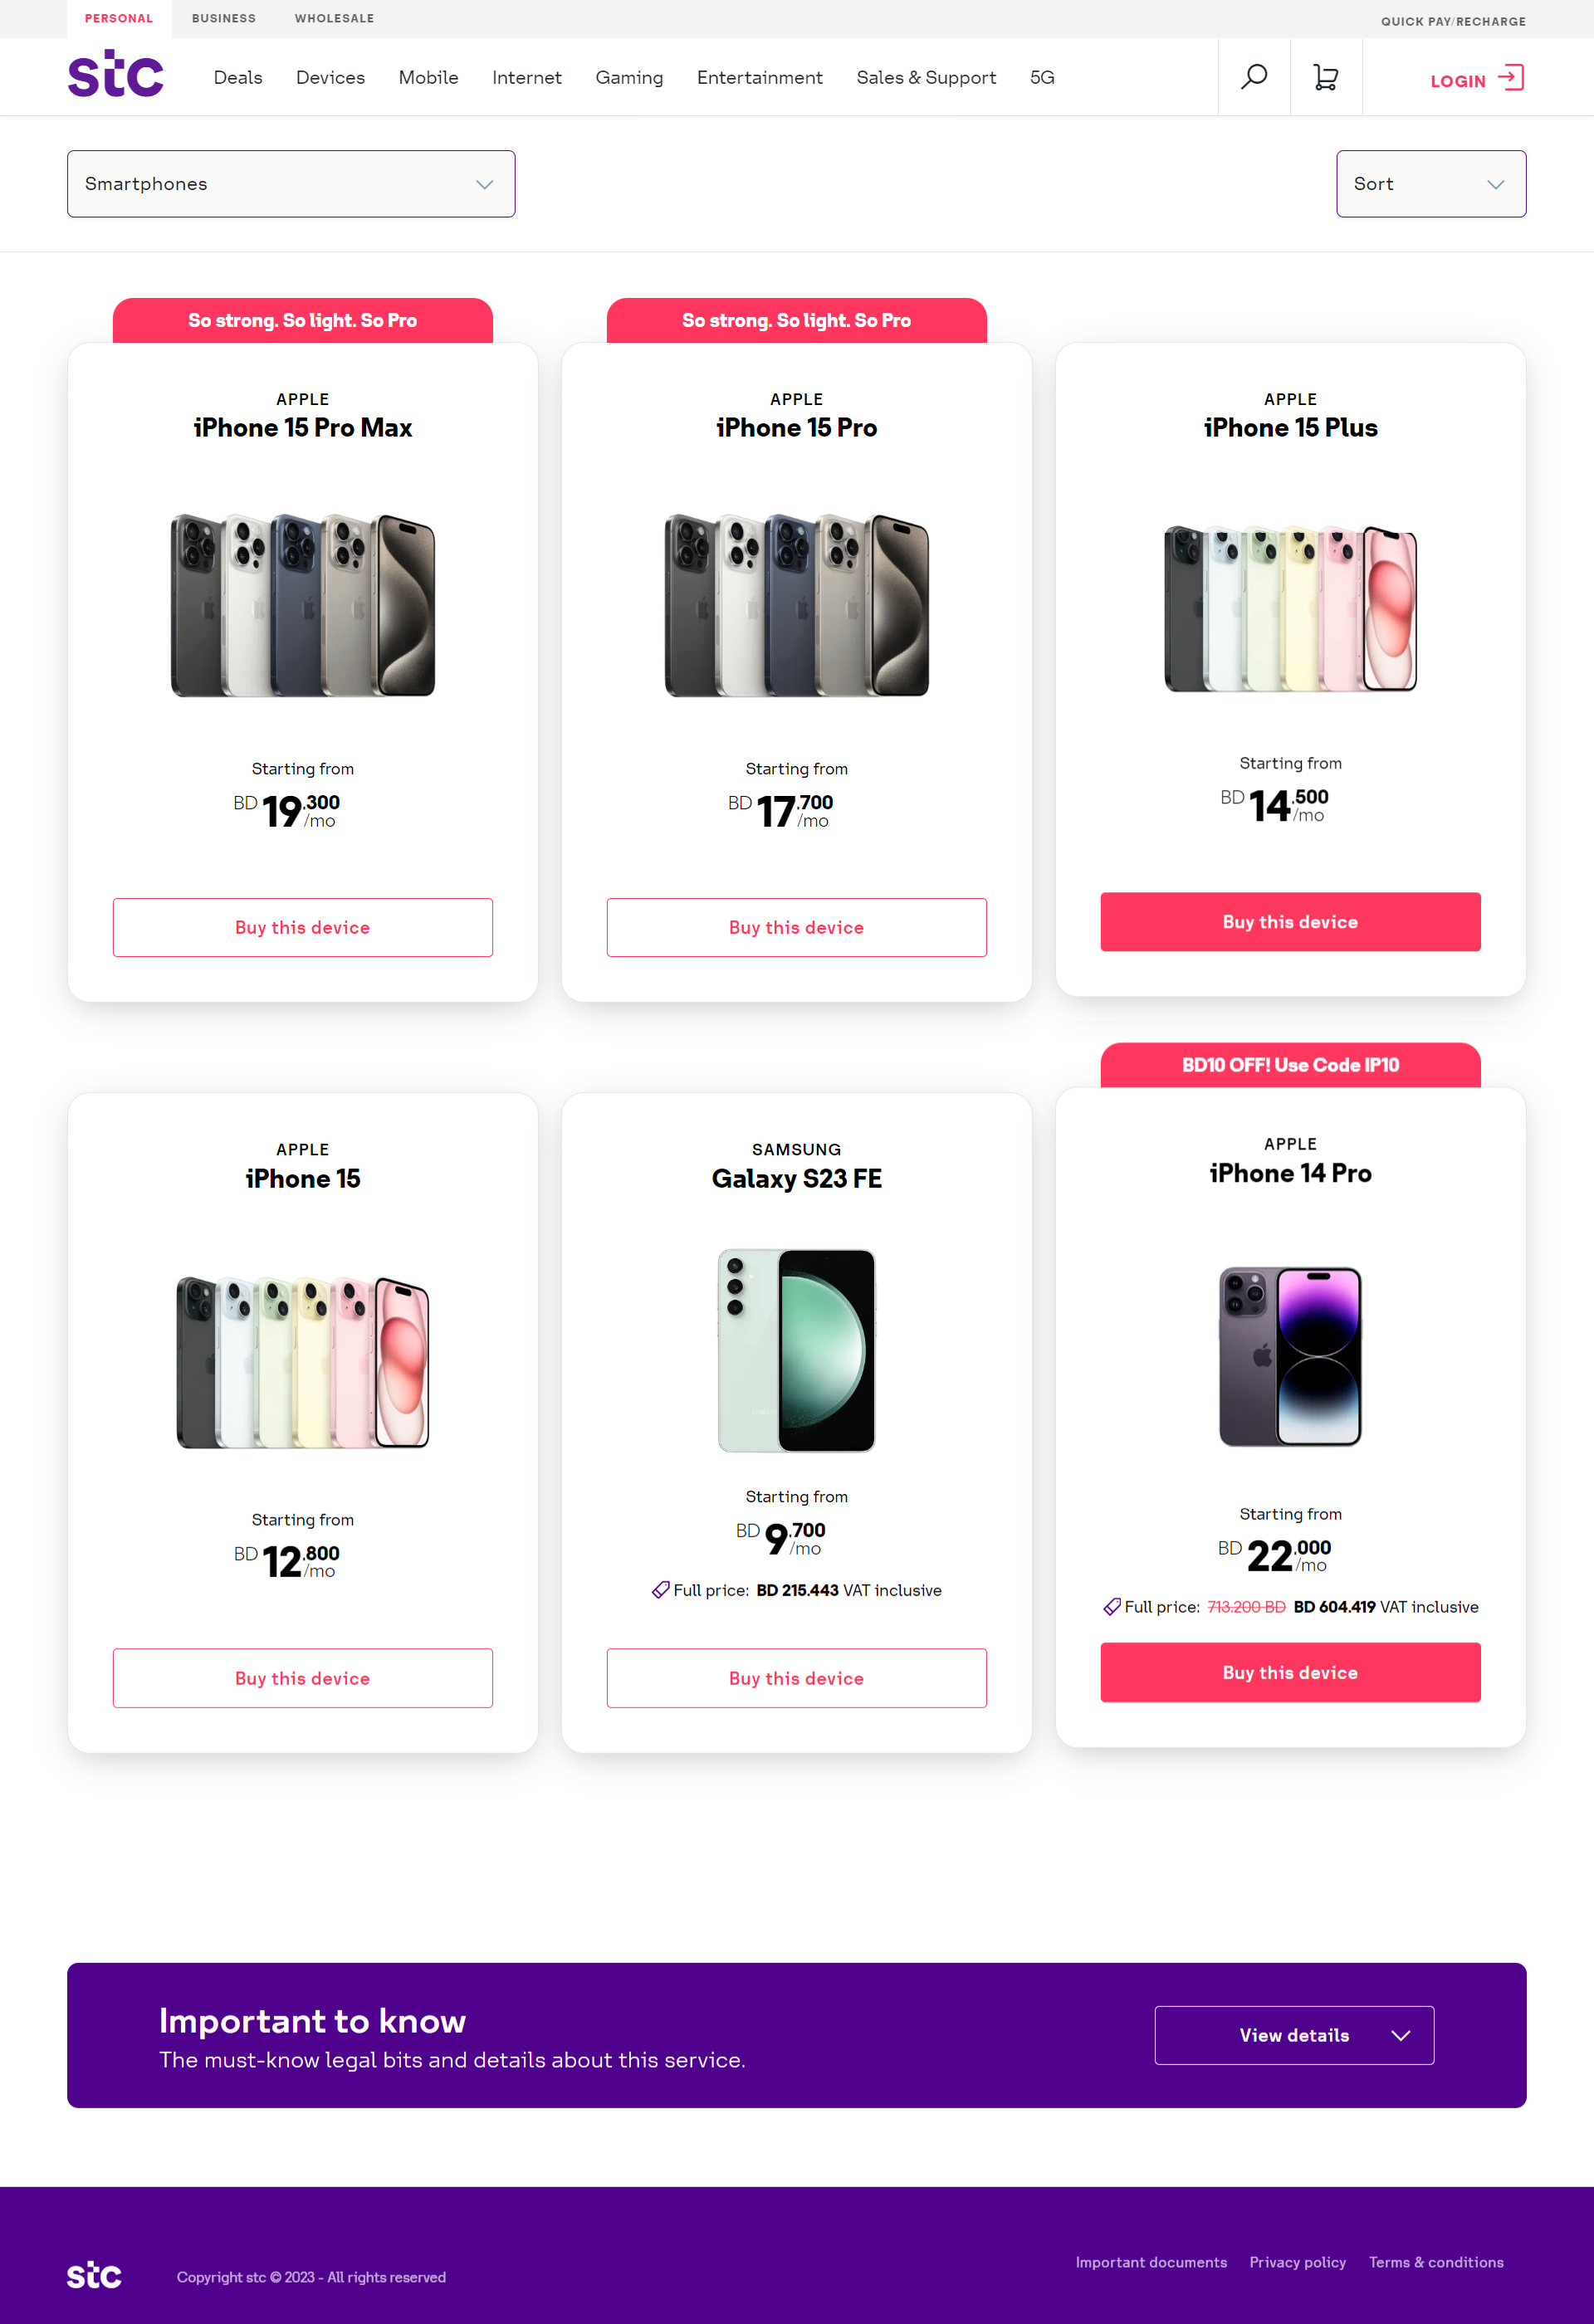 PERSONAL BUSINESS WHOLESALE QUICK PAY/RECHARGE
stc Deals Devices Mobile Internet Gaming Entertainment Sales & Support 5G LOGIN
Smartphones Sort
So strong. So light. So Pro
APPLE
iPhone 15 Pro Max
Starting from
BD 19.300
/mo
Buy this device
So strong. So light. So Pro
APPLE
iPhone 15 Pro
Starting from
BD 17.700
/mo
Buy this device
APPLE
iPhone 15 Plus
Starting from
BD 14.500
/mo
Buy this device
APPLE
iPhone 15
Starting from
BD 12.800
/mo
Buy this device
SAMSUNG
Galaxy S23 FE
Starting from
BD 9.700
/mo
Full price: BD 215.443 VAT inclusive
Buy this device
BD10 OFF! Use Code IP10
APPLE
iPhone 14 Pro
Starting from
BD 22.000
/mo
Full price: 713.200 BD BD 604.419 VAT inclusive
Buy this device
Important to know
The must-know legal bits and details about this service.
View details
stc Copyright stc © 2023 - All rights reserved
Important documents Privacy policy Terms & conditions